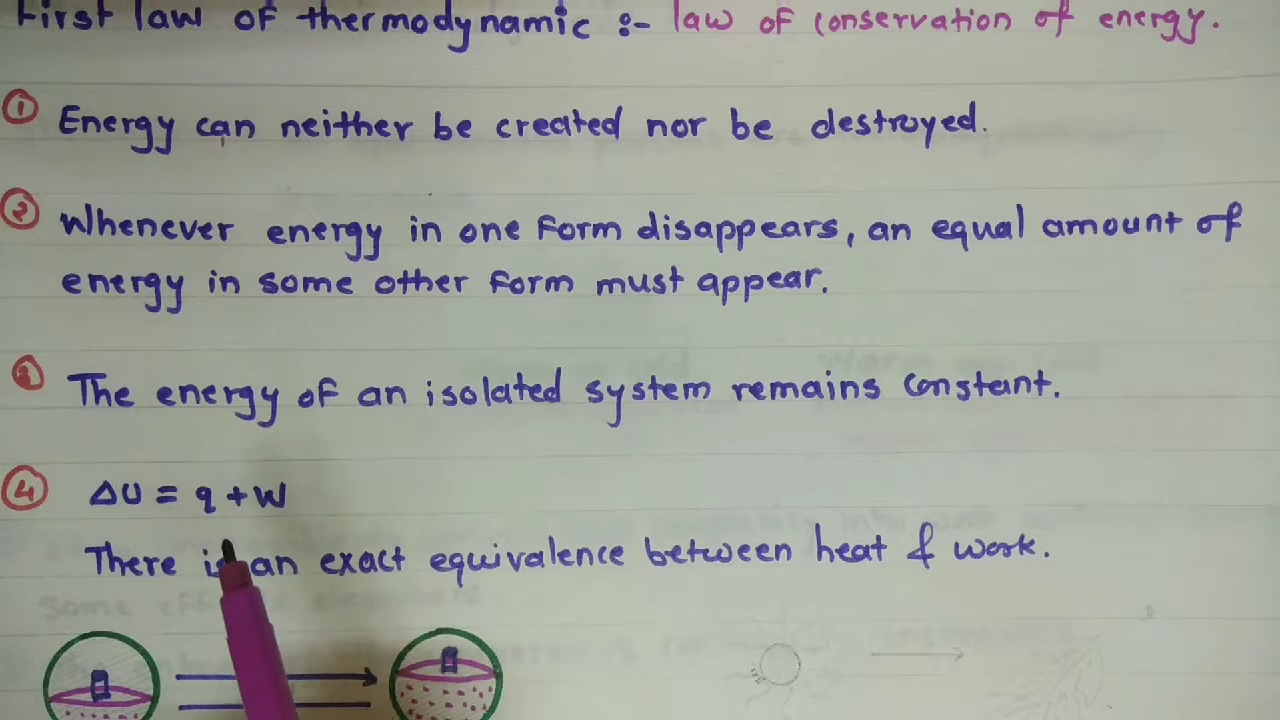 First law of thermodynamic :- law of conservation of energy.
① Energy can neither be created nor be destroyed.
② Whenever energy in one form disappears, an equal amount of
energy in some other form must appear.
③ The energy of an isolated system remains constant.
④ ΔU = q + W
There is an exact equivalence between heat & work.